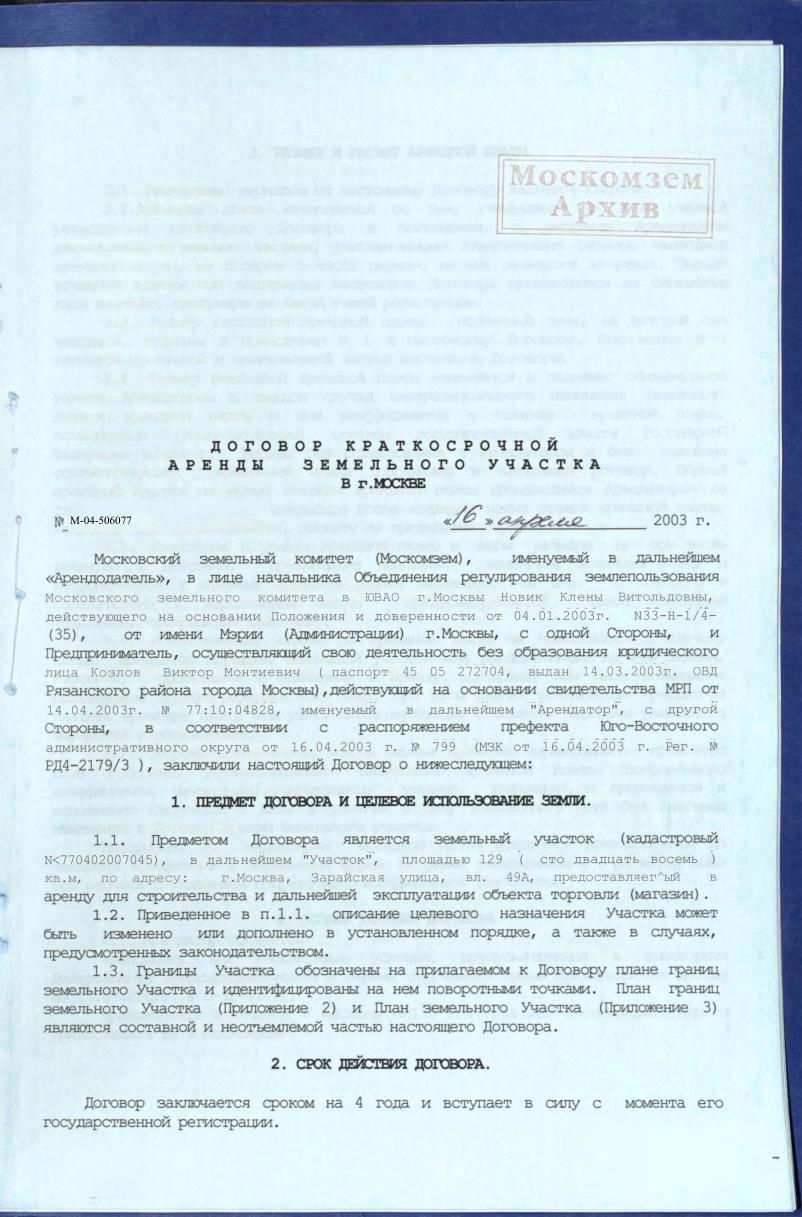 Москомзем
Архив
ДОГОВОР КРАТКОСРОЧНОЙ
АРЕНДЫ ЗЕМЕЛЬНОГО УЧАСТКА
В г.МОСКВЕ
№ М-04-506077 «16» апреля 2003 г.
Московский земельный комитет (Москомзем), именуемый в дальнейшем
«Арендодатель», в лице начальника Объединения регулирования землепользования
Московского земельного комитета в ЮВАО г.Москвы Новик Клены Витольдовны,
действующего на основании Положения и доверенности от 04.01.2003г. N33-Н-1/4-
(35), от имени Мэрии (Администрации) г.Москвы, с одной Стороны, и
Предприниматель, осуществляющий свою деятельность без образования юридического
лица Козлов Виктор Монтиевич ( паспорт 45 05 272704, выдан 14.03.2003г. ОВД
Рязанского района города Москвы),действующий на основании свидетельства МРП от
14.04.2003г. № 77:10:04828, именуемый в дальнейшем "Арендатор", с другой
Стороны, в соответствии с распоряжением префекта Юго-Восточного
административного округа от 16.04.2003 г. № 799 (МЗК от 16.04.2003 г. Рег. №
РД4-2179/3 ), заключили настоящий Договор о нижеследующем:
1. ПРЕДМЕТ ДОГОВОРА И ЦЕЛЕВОЕ ИСПОЛЬЗОВАНИЕ ЗЕМЛИ.
1.1. Предметом Договора является земельный участок (кадастровый
N<770402007045), в дальнейшем "Участок", площадью 129 ( сто двадцать восемь )
кв.м, по адресу: г.Москва, Зарайская улица, вл. 49А, предоставляег^ый в
аренду для строительства и дальнейшей эксплуатации объекта торговли (магазин).
1.2. Приведенное в п.1.1. описание целевого назначения Участка может
быть изменено или дополнено в установленном порядке, а также в случаях,
предусмотренных законодательством.
1.3. Границы Участка обозначены на прилагаемом к Договору плане границ
земельного Участка и идентифицированы на нем поворотными точками. План границ
земельного Участка (Приложение 2) и План земельного Участка (Приложение 3)
являются составной и неотъемлемой частью настоящего Договора.
2. СРОК ДЕЙСТВИЯ ДОГОВОРА.
Договор заключается сроком на 4 года и вступает в силу с момента его
государственной регистрации.